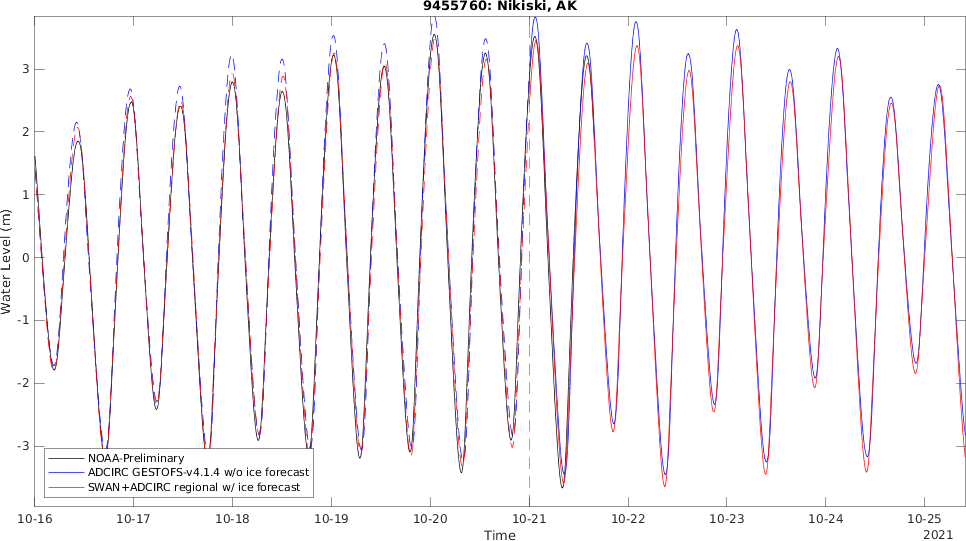 9455760: Nikiski, AK
3
2
1
0
-1
-2
-3
Water Level (m)
NOAA-Preliminary
ADCIRC GESTOFS-v4.1.4 w/o ice forecast
SWAN+ADCIRC regional w/ ice forecast
10-16 10-17 10-18 10-19 10-20 10-21 10-22 10-23 10-24 10-25
Time
2021